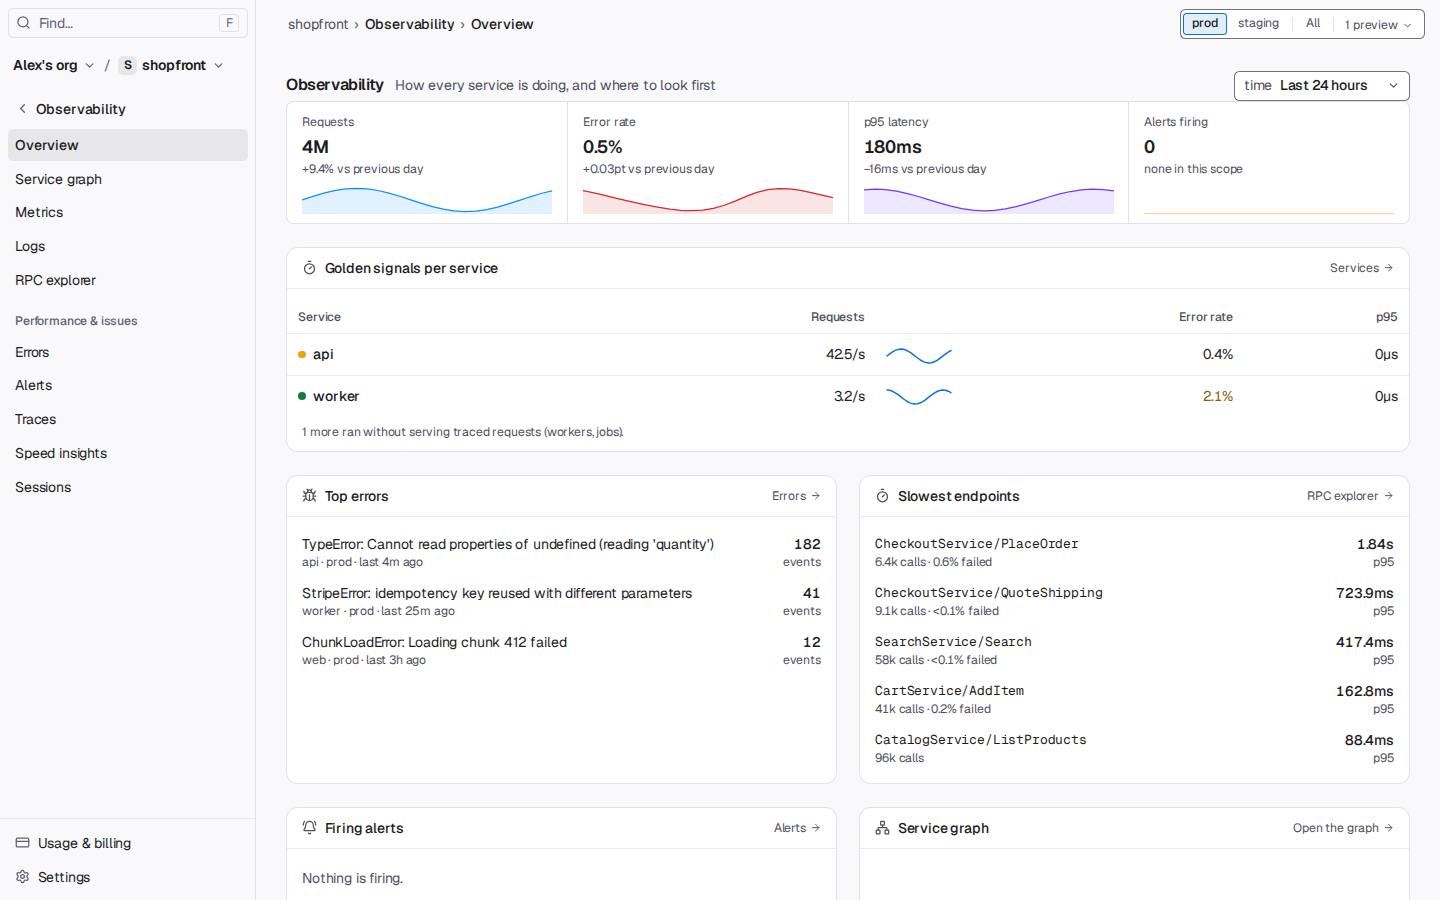 Find...
F
Alex's org / S shopfront
Observability
Overview
Service graph
Metrics
Logs
RPC explorer
Performance & issues
Errors
Alerts
Traces
Speed insights
Sessions
Usage & billing
Settings
shopfront › Observability › Overview
prod staging All 1 preview
Observability How every service is doing, and where to look first
time Last 24 hours
Requests
4M
+9.4% vs previous day
Error rate
0.5%
+0.03pt vs previous day
p95 latency
180ms
−16ms vs previous day
Alerts firing
0
none in this scope
Golden signals per service
Services →
Service Requests Error rate p95
api 42.5/s 0.4% 0µs
worker 3.2/s 2.1% 0µs
1 more ran without serving traced requests (workers, jobs).
Top errors
Errors →
TypeError: Cannot read properties of undefined (reading 'quantity') 182
api · prod · last 4m ago events
StripeError: idempotency key reused with different parameters 41
worker · prod · last 25m ago events
ChunkLoadError: Loading chunk 412 failed 12
web · prod · last 3h ago events
Slowest endpoints
RPC explorer →
CheckoutService/PlaceOrder 1.84s
6.4k calls · 0.6% failed p95
CheckoutService/QuoteShipping 723.9ms
9.1k calls · <0.1% failed p95
SearchService/Search 417.4ms
58k calls · <0.1% failed p95
CartService/AddItem 162.8ms
41k calls · 0.2% failed p95
CatalogService/ListProducts 88.4ms
96k calls p95
Firing alerts
Alerts →
Nothing is firing.
Service graph
Open the graph →